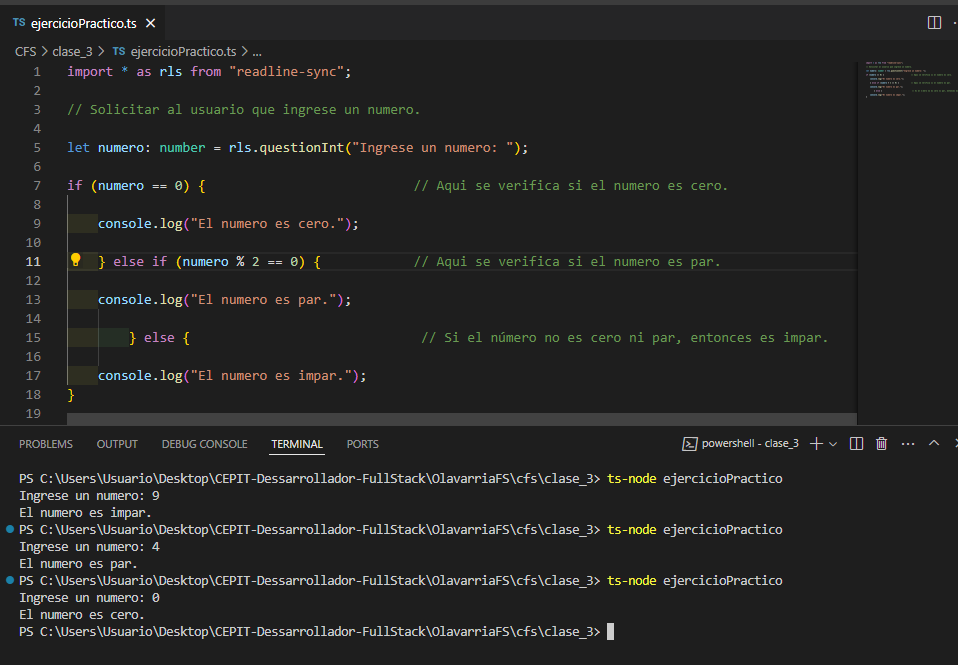 TS ejercicioPractico.ts ×
CFS > clase_3 > TS ejercicioPractico.ts > ...
1 import * as rls from "readline-sync";
2
3 // Solicitar al usuario que ingrese un numero.
4
5 let numero: number = rls.questionInt("Ingrese un numero: ");
6
7 if (numero == 0) { // Aqui se verifica si el numero es cero.
8
9 console.log("El numero es cero.");
10
11 } else if (numero % 2 == 0) { // Aqui se verifica si el numero es par.
12
13 console.log("El numero es par.");
14
15 } else { // Si el número no es cero ni par, entonces es impar.
16
17 console.log("El numero es impar.");
18 }
19
PROBLEMS OUTPUT DEBUG CONSOLE TERMINAL PORTS powershell - clase_3
PS C:\Users\Usuario\Desktop\CEPIT-Dessarrollador-FullStack\OlavarriaFS\cfs\clase_3> ts-node ejercicioPractico
Ingrese un numero: 9
El numero es impar.
PS C:\Users\Usuario\Desktop\CEPIT-Dessarrollador-FullStack\OlavarriaFS\cfs\clase_3> ts-node ejercicioPractico
Ingrese un numero: 4
El numero es par.
PS C:\Users\Usuario\Desktop\CEPIT-Dessarrollador-FullStack\OlavarriaFS\cfs\clase_3> ts-node ejercicioPractico
Ingrese un numero: 0
El numero es cero.
PS C:\Users\Usuario\Desktop\CEPIT-Dessarrollador-FullStack\OlavarriaFS\cfs\clase_3>